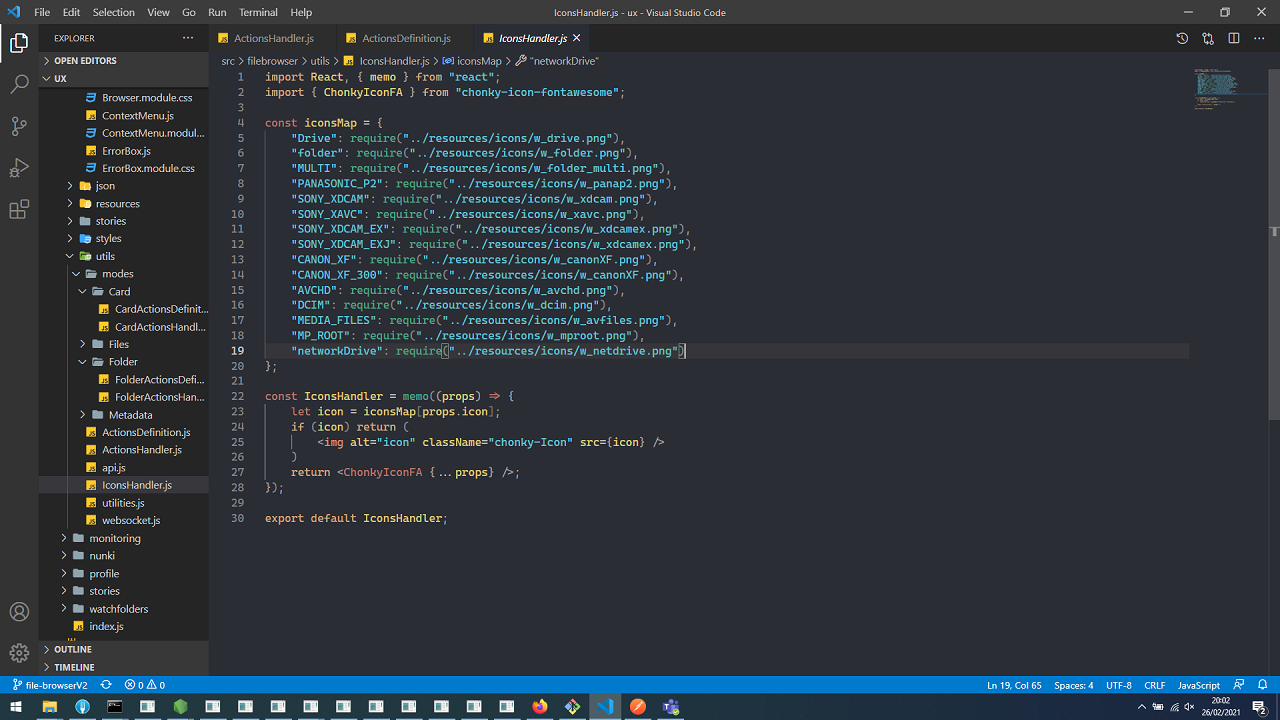 File Edit Selection View Go Run Terminal Help IconsHandler.js - ux - Visual Studio Code
EXPLORER
OPEN EDITORS
UX
Browser.module.css
ContextMenu.js
ContextMenu.modul...
ErrorBox.js
ErrorBox.module.css
json
resources
stories
styles
utils
modes
Card
CardActionsDefinit...
CardActionsHandl...
Files
Folder
FolderActionsDefi...
FolderActionsHan...
Metadata
ActionsDefinition.js
ActionsHandler.js
api.js
IconsHandler.js
utilities.js
websocket.js
monitoring
nunki
profile
stories
watchfolders
index.js
OUTLINE
TIMELINE
ActionsHandler.js ActionsDefinition.js IconsHandler.js
src > filebrowser > utils > IconsHandler.js > iconsMap > "networkDrive"
1 import React, { memo } from "react";
2 import { ChonkyIconFA } from "chonky-icon-fontawesome";
3
4 const iconsMap = {
5 "Drive": require("../resources/icons/w_drive.png"),
6 "folder": require("../resources/icons/w_folder.png"),
7 "MULTI": require("../resources/icons/w_folder_multi.png"),
8 "PANASONIC_P2": require("../resources/icons/w_panap2.png"),
9 "SONY_XDCAM": require("../resources/icons/w_xdcam.png"),
10 "SONY_XAVC": require("../resources/icons/w_xavc.png"),
11 "SONY_XDCAM_EX": require("../resources/icons/w_xdcamex.png"),
12 "SONY_XDCAM_EXJ": require("../resources/icons/w_xdcamex.png"),
13 "CANON_XF": require("../resources/icons/w_canonXF.png"),
14 "CANON_XF_300": require("../resources/icons/w_canonXF.png"),
15 "AVCHD": require("../resources/icons/w_avchd.png"),
16 "DCIM": require("../resources/icons/w_dcim.png"),
17 "MEDIA_FILES": require("../resources/icons/w_avfiles.png"),
18 "MP_ROOT": require("../resources/icons/w_mproot.png"),
19 "networkDrive": require("../resources/icons/w_netdrive.png")
20 };
21
22 const IconsHandler = memo((props) => {
23 let icon = iconsMap[props.icon];
24 if (icon) return (
25 <img alt="icon" className="chonky-Icon" src={icon} />
26 )
27 return <ChonkyIconFA {...props} />;
28 });
29
30 export default IconsHandler;
file-browserV2 0 0 Ln 19, Col 65 Spaces: 4 UTF-8 CRLF JavaScript
20:02
26/02/2021
2